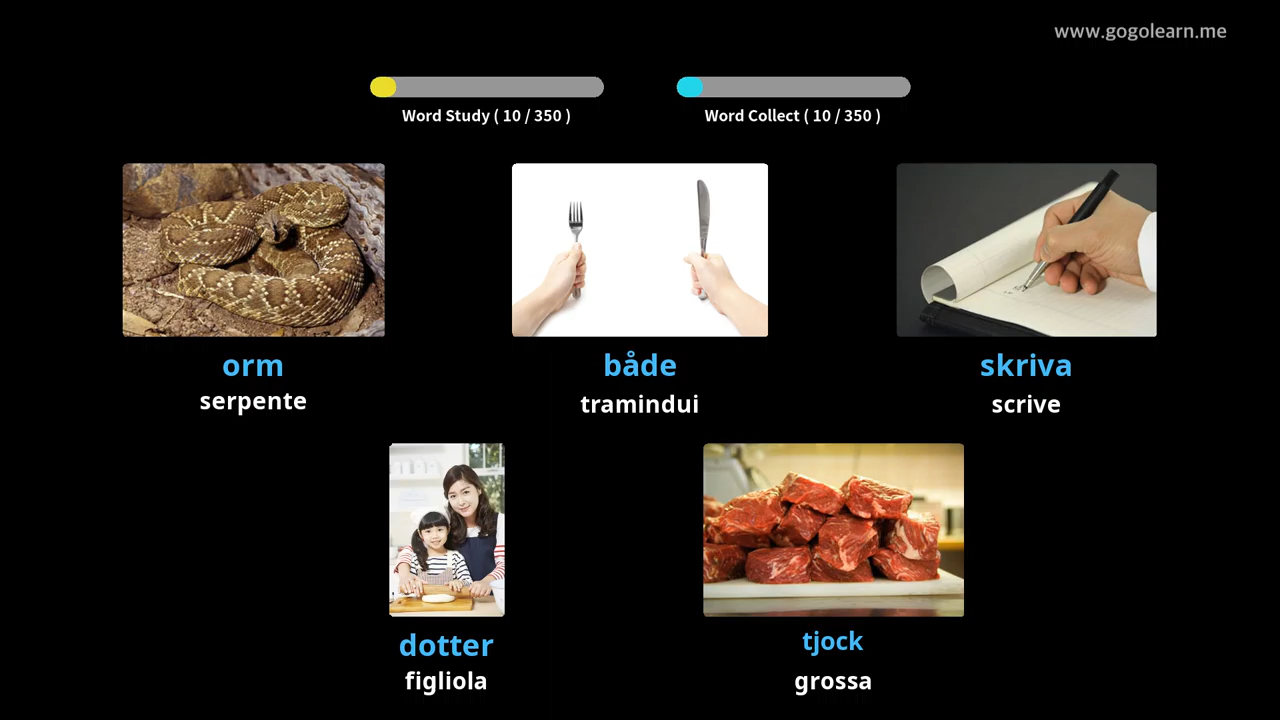 www.gogolearn.me
Word Study ( 10 / 350 )
Word Collect ( 10 / 350 )
orm
serpente
både
tramindui
skriva
scrive
dotter
figliola
tjock
grossa